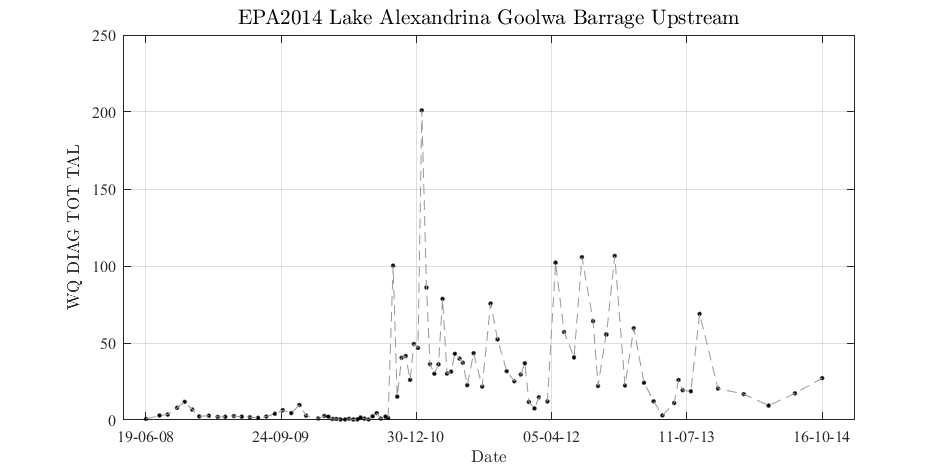 EPA2014 Lake Alexandrina Goolwa Barrage Upstream
250
200
150
100
50
0
WQ DIAG TOT TAL
19-06-08 24-09-09 30-12-10 05-04-12 11-07-13 16-10-14
Date